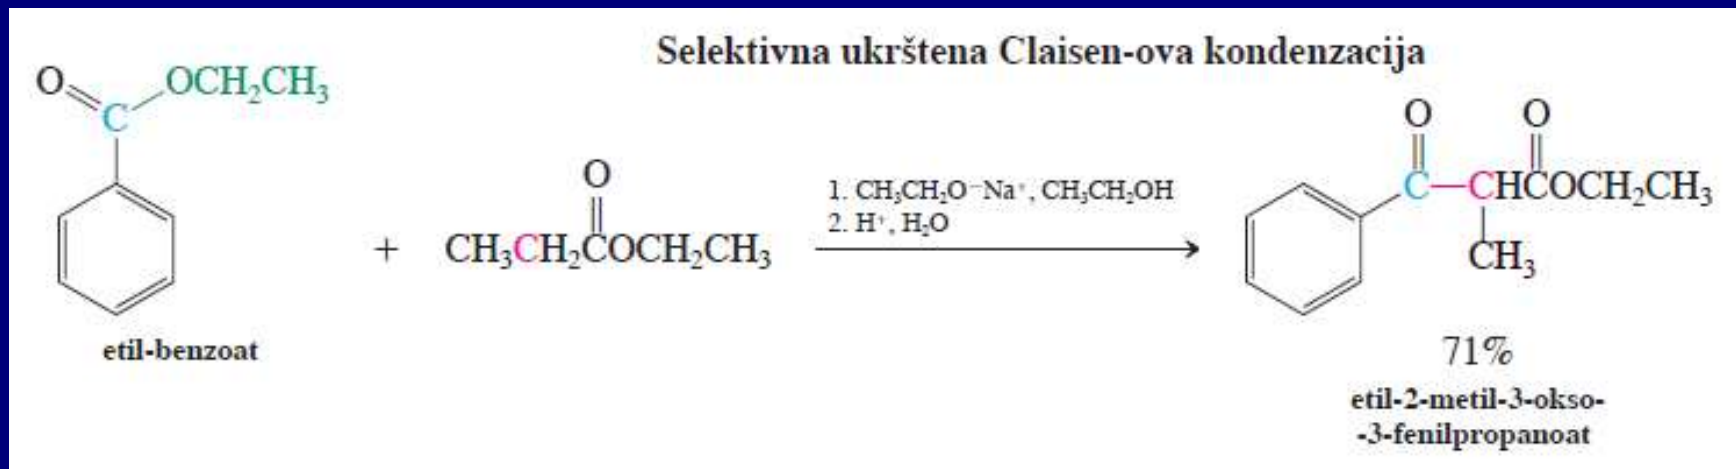 Selektivna ukrštena Claisen-ova kondenzacija
O
OCH₂CH₃
C
etil-benzoat
+
O
CH₃CH₂COCH₂CH₃
1. CH₃CH₂O⁻Na⁺, CH₃CH₂OH
2. H⁺, H₂O
O O
C—CHCOCH₂CH₃
CH₃
71%
etil-2-metil-3-okso-
-3-fenilpropanoat